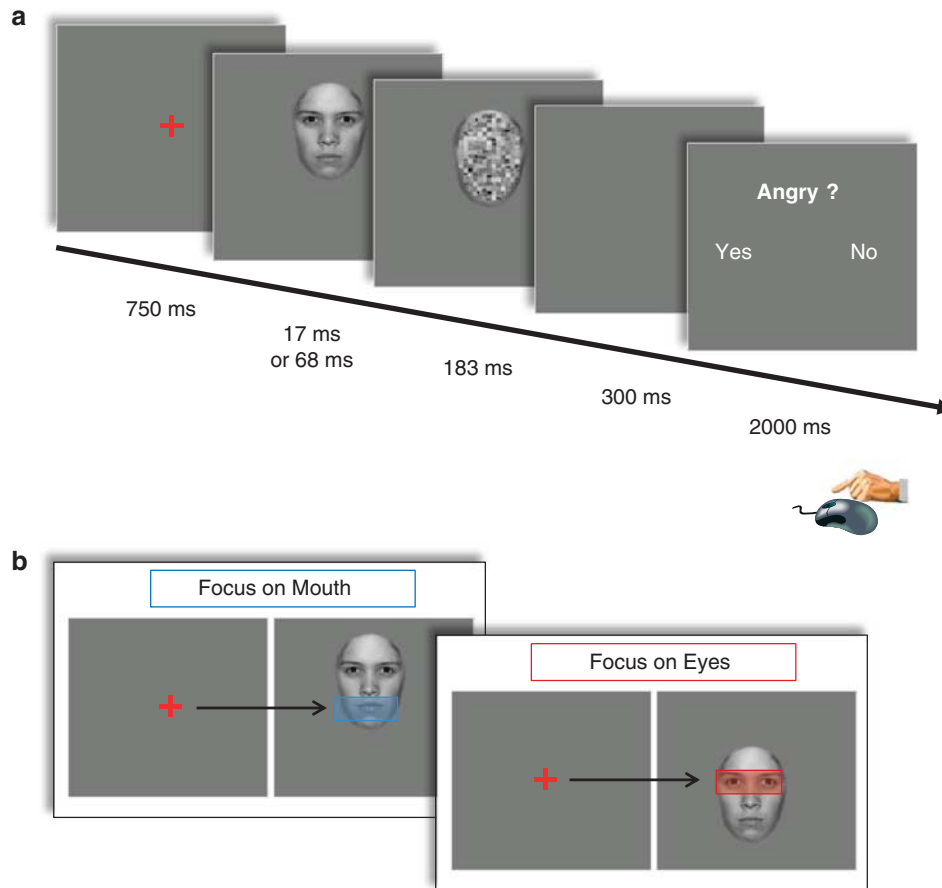 a
Angry ?
Yes No
750 ms
17 ms
or 68 ms
183 ms
300 ms
2000 ms
b
Focus on Mouth
Focus on Eyes